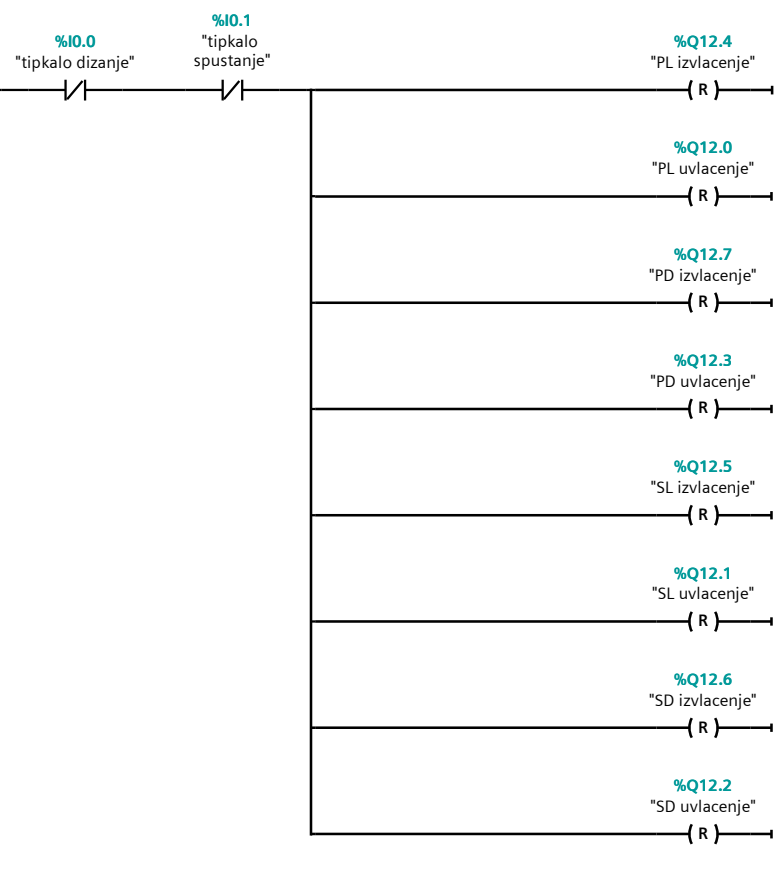 %I0.0
"tipkalo dizanje"
%I0.1
"tipkalo
spustanje"
%Q12.4
"PL izvlacenje"
R
%Q12.0
"PL uvlacenje"
R
%Q12.7
"PD izvlacenje"
R
%Q12.3
"PD uvlacenje"
R
%Q12.5
"SL izvlacenje"
R
%Q12.1
"SL uvlacenje"
R
%Q12.6
"SD izvlacenje"
R
%Q12.2
"SD uvlacenje"
R